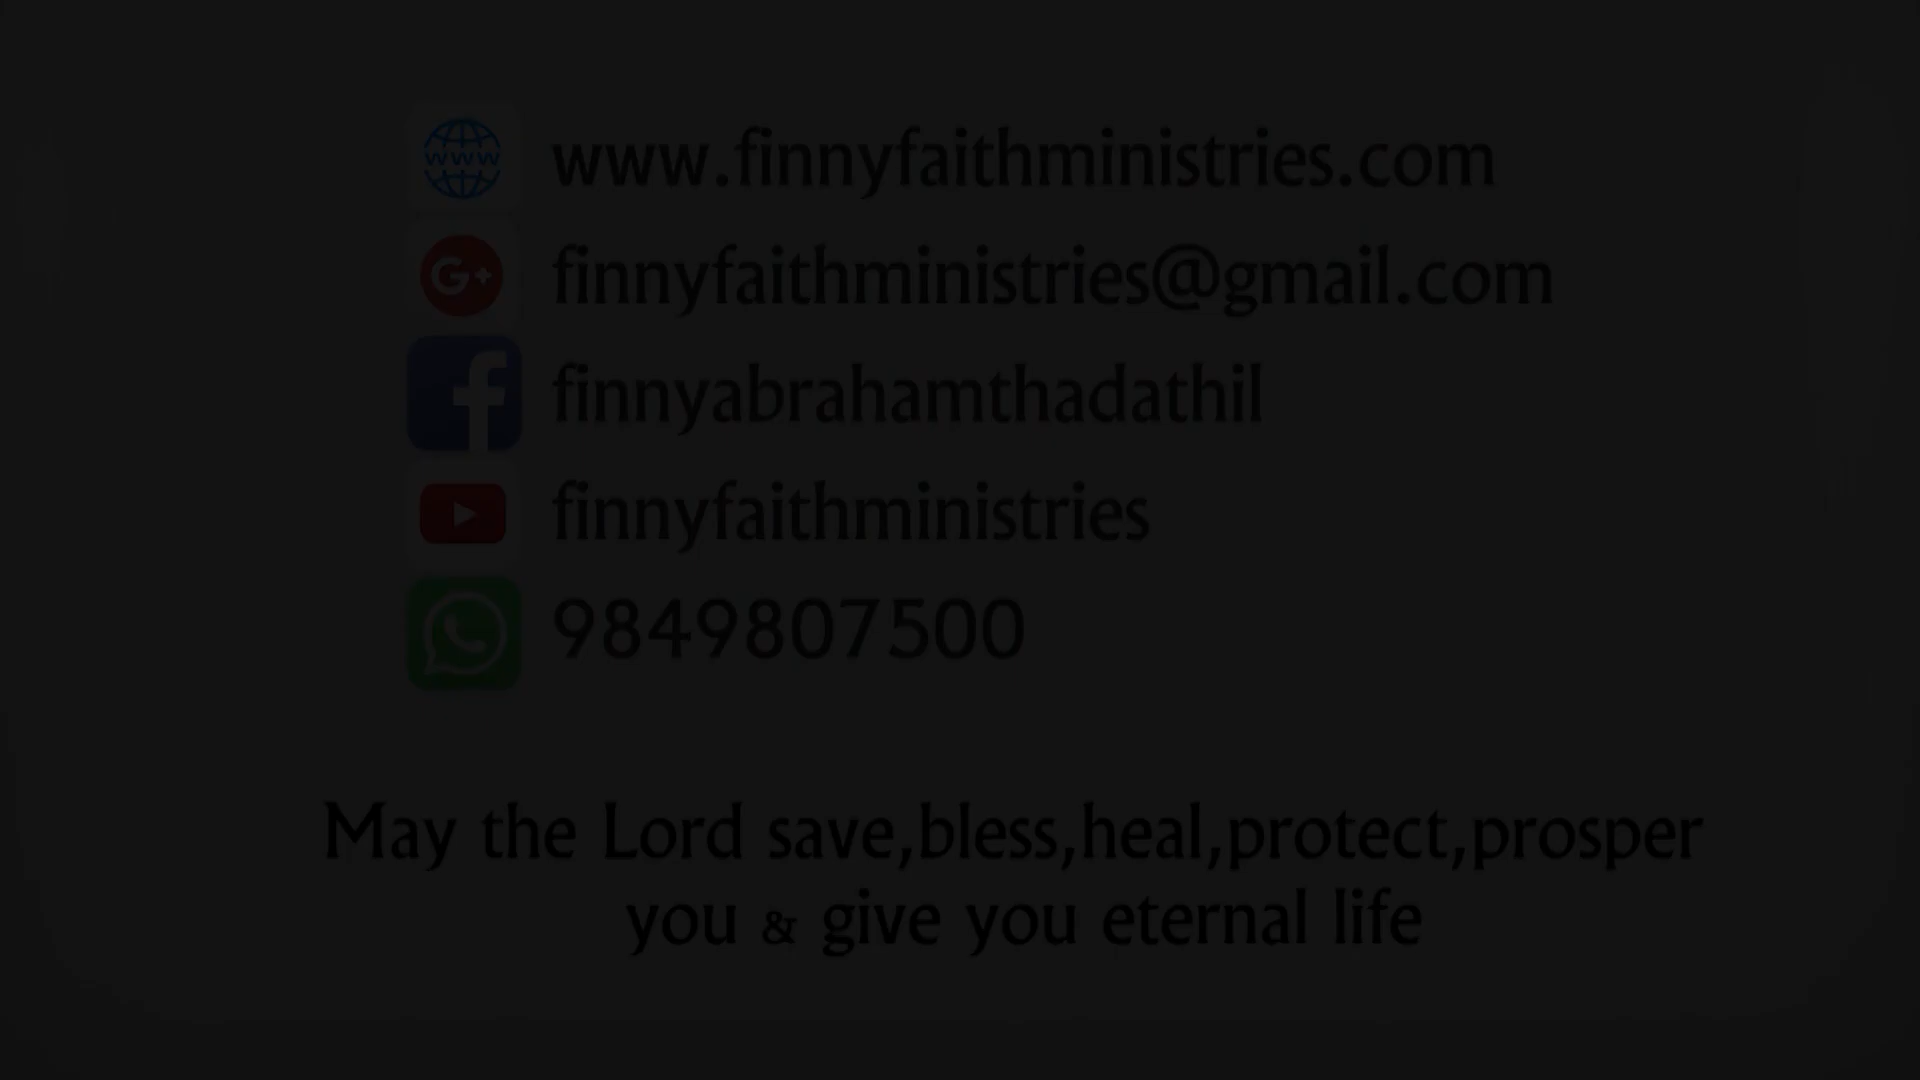 www
www.finnyfaithministries.com
G+
finnyfaithministries@gmail.com
f
finnyabrahamthadathil
finnyfaithministries
9849807500
May the Lord save,bless,heal,protect,prosper
you & give you eternal life